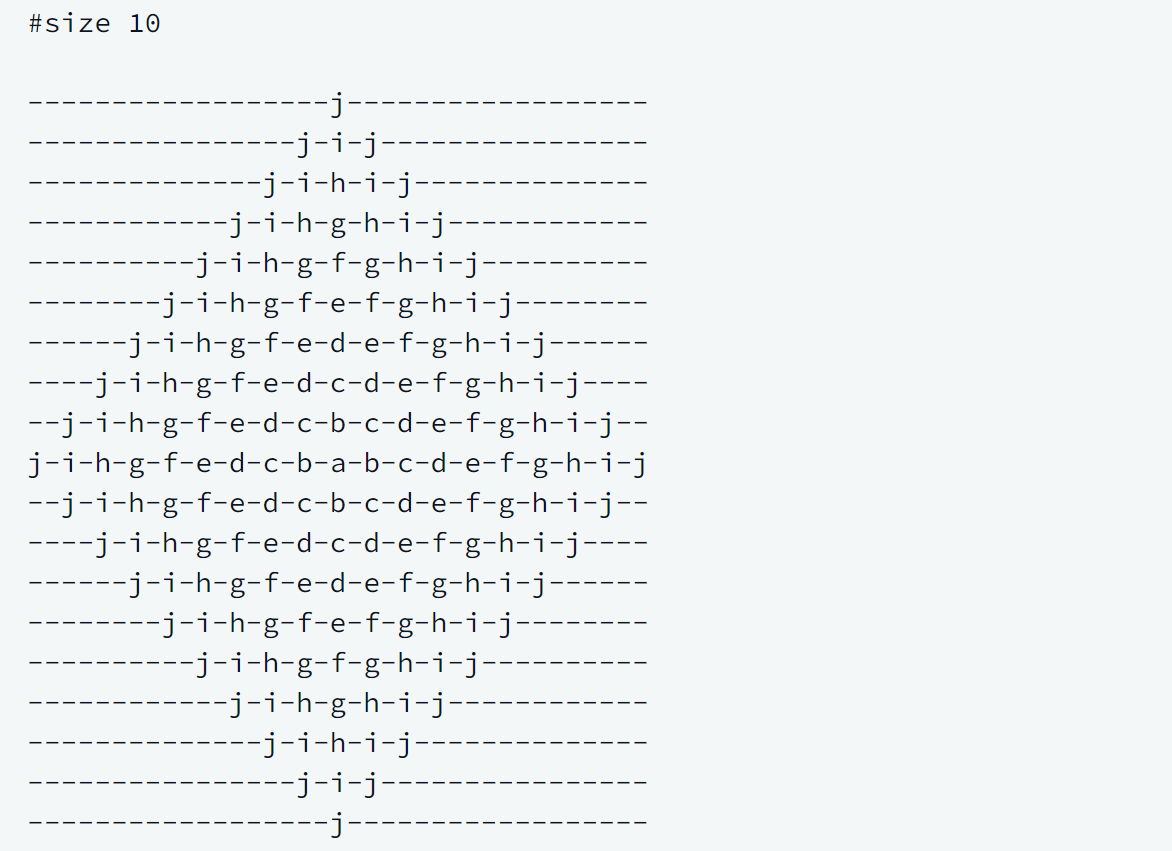 #size 10

------------------j------------------
----------------j-i-j----------------
--------------j-i-h-i-j--------------
------------j-i-h-g-h-i-j------------
----------j-i-h-g-f-g-h-i-j----------
--------j-i-h-g-f-e-f-g-h-i-j--------
------j-i-h-g-f-e-d-e-f-g-h-i-j------
----j-i-h-g-f-e-d-c-d-e-f-g-h-i-j----
--j-i-h-g-f-e-d-c-b-c-d-e-f-g-h-i-j--
j-i-h-g-f-e-d-c-b-a-b-c-d-e-f-g-h-i-j
--j-i-h-g-f-e-d-c-b-c-d-e-f-g-h-i-j--
----j-i-h-g-f-e-d-c-d-e-f-g-h-i-j----
------j-i-h-g-f-e-d-e-f-g-h-i-j------
--------j-i-h-g-f-e-f-g-h-i-j--------
----------j-i-h-g-f-g-h-i-j----------
------------j-i-h-g-h-i-j------------
--------------j-i-h-i-j--------------
----------------j-i-j----------------
------------------j------------------